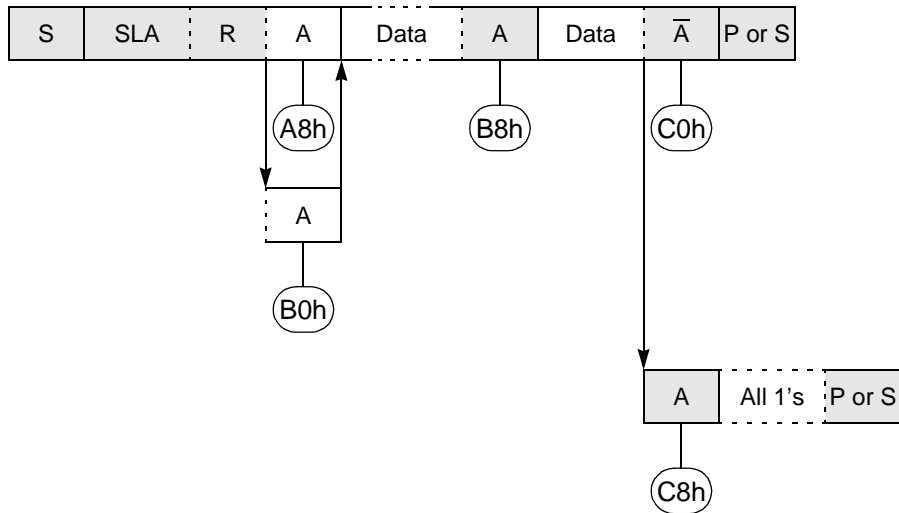 S SLA R A Data A Data A̅ P or S
A8h B8h C0h
A
B0h
A All 1's P or S
C8h